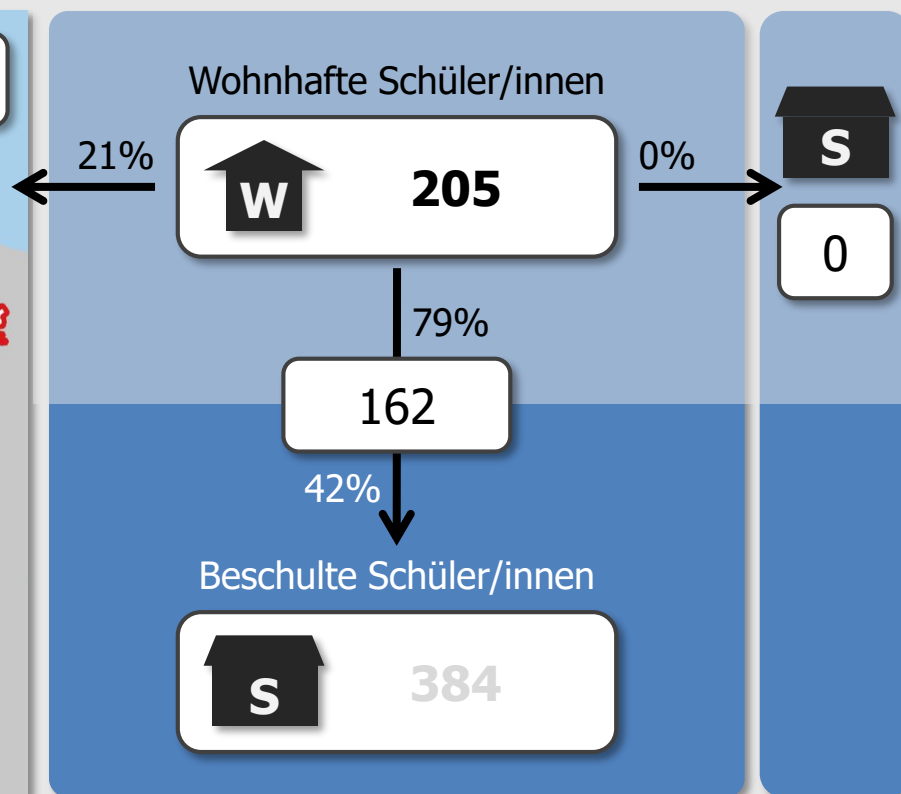 Wohnhafte Schüler/innen
21%
W
205
0%
S
0
79%
162
42%
Beschulte Schüler/innen
S
384